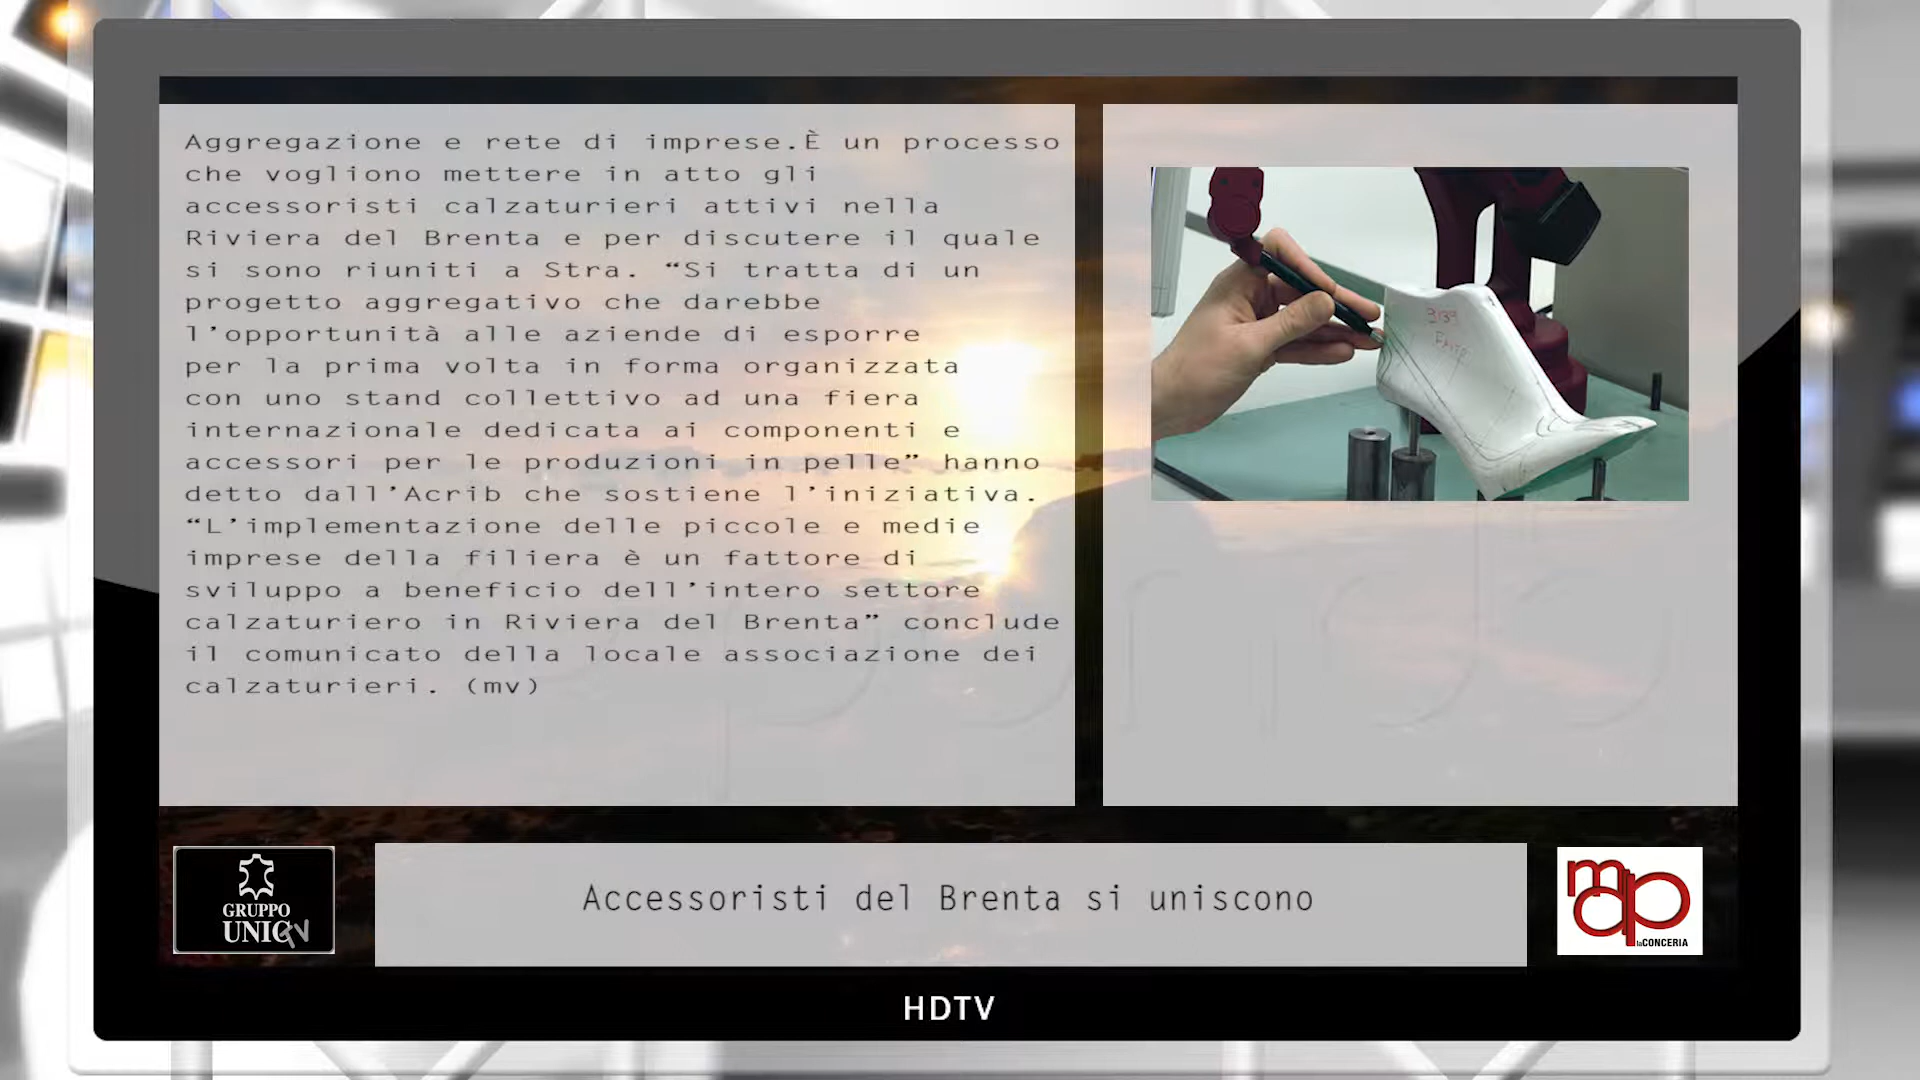 Aggregazione e rete di imprese.È un processo
che vogliono mettere in atto gli
accessoristi calzaturieri attivi nella
Riviera del Brenta e per discutere il quale
si sono riuniti a Stra. “Si tratta di un
progetto aggregativo che darebbe
l’opportunità alle aziende di esporre
per la prima volta in forma organizzata
con uno stand collettivo ad una fiera
internazionale dedicata ai componenti e
accessori per le produzioni in pelle” hanno
detto dall’Acrib che sostiene l’iniziativa.
“L’implementazione delle piccole e medie
imprese della filiera è un fattore di
sviluppo a beneficio dell’intero settore
calzaturiero in Riviera del Brenta” conclude
il comunicato della locale associazione dei
calzaturieri. (mv)
3139
GRUPPO
UNIC
TV
Accessoristi del Brenta si uniscono
map
laCONCERIA
HDTV